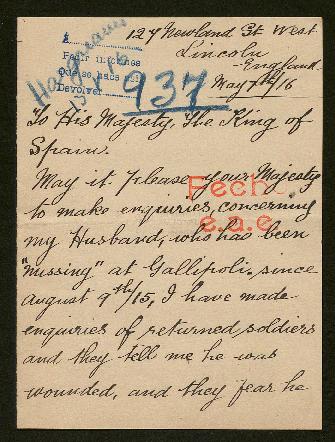 127 Newland St West
Lincoln
England
May 7th/16
937
To His Majesty, The King of
Spain.
May it please your Majesty
Fech
to make enquiries, concerning
e.a.e
my Husband, who has been
"missing" at Gallipoli, since
August 9th/15, I have made
enquiries of returned soldiers
and they tell me he was
wounded, and they fear he